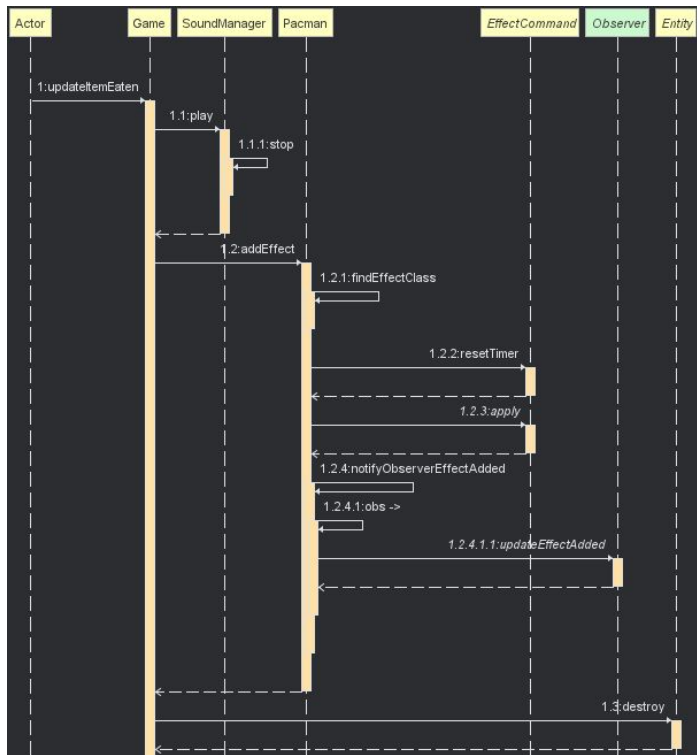 Actor Game SoundManager Pacman EffectCommand Observer Entity
1:updateItemEaten
1.1:play
1.1.1:stop
1.2:addEffect
1.2.1:findEffectClass
1.2.2:resetTimer
1.2.3:apply
1.2.4:notifyObserverEffectAdded
1.2.4.1:obs ->
1.2.4.1.1:updateEffectAdded
1.3:destroy